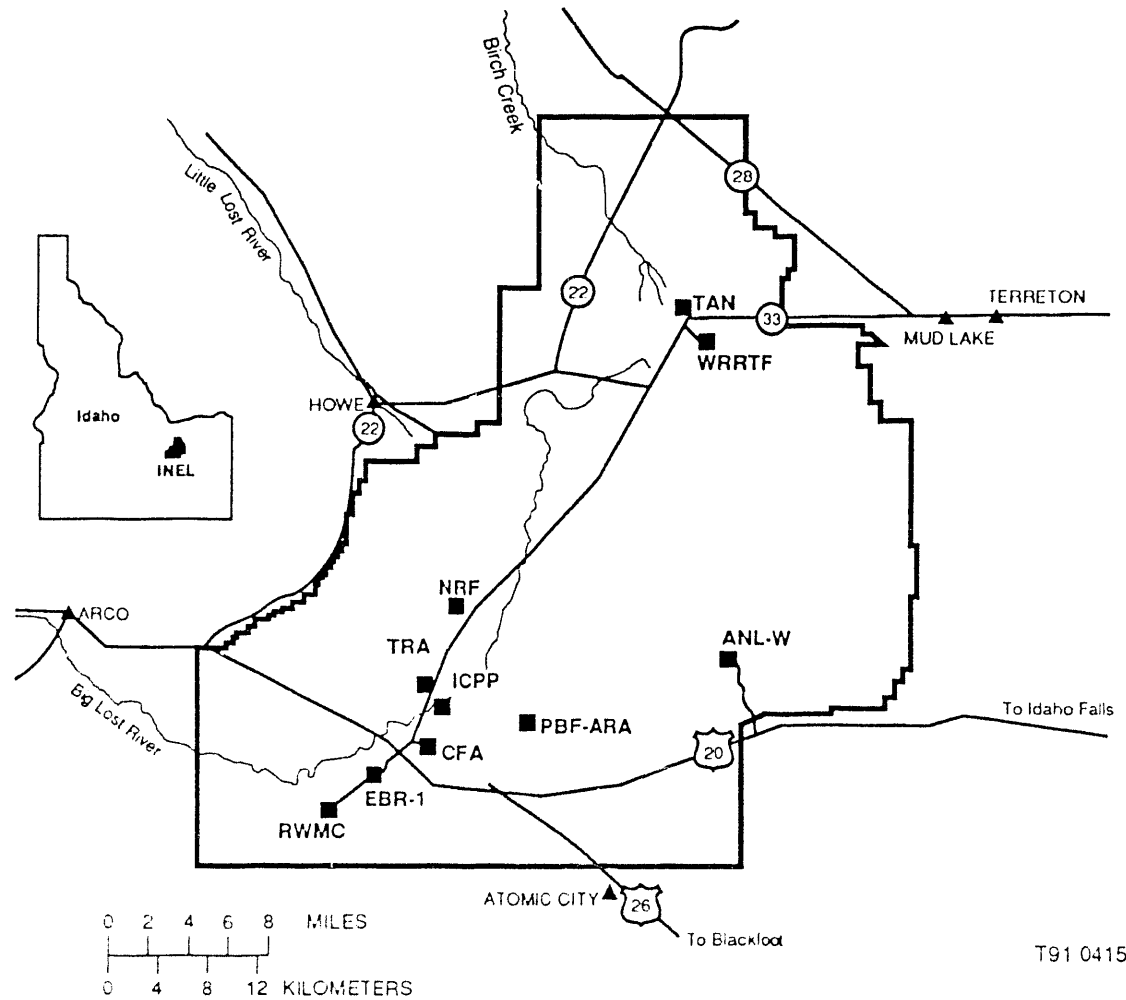 Birch Creek
28
Little Lost River
22
TAN
33
TERRETON
MUD LAKE
WRRTF
HOWE
22
Idaho
INEL
NRF
ARCO
TRA
ANL-W
ICPP
Big Lost River
PBF-ARA
To Idaho Falls
CFA
20
EBR-1
RWMC
ATOMIC CITY
26
To Blackfoot
0 2 4 6 8 MILES
0 4 8 12 KILOMETERS
T91 0415